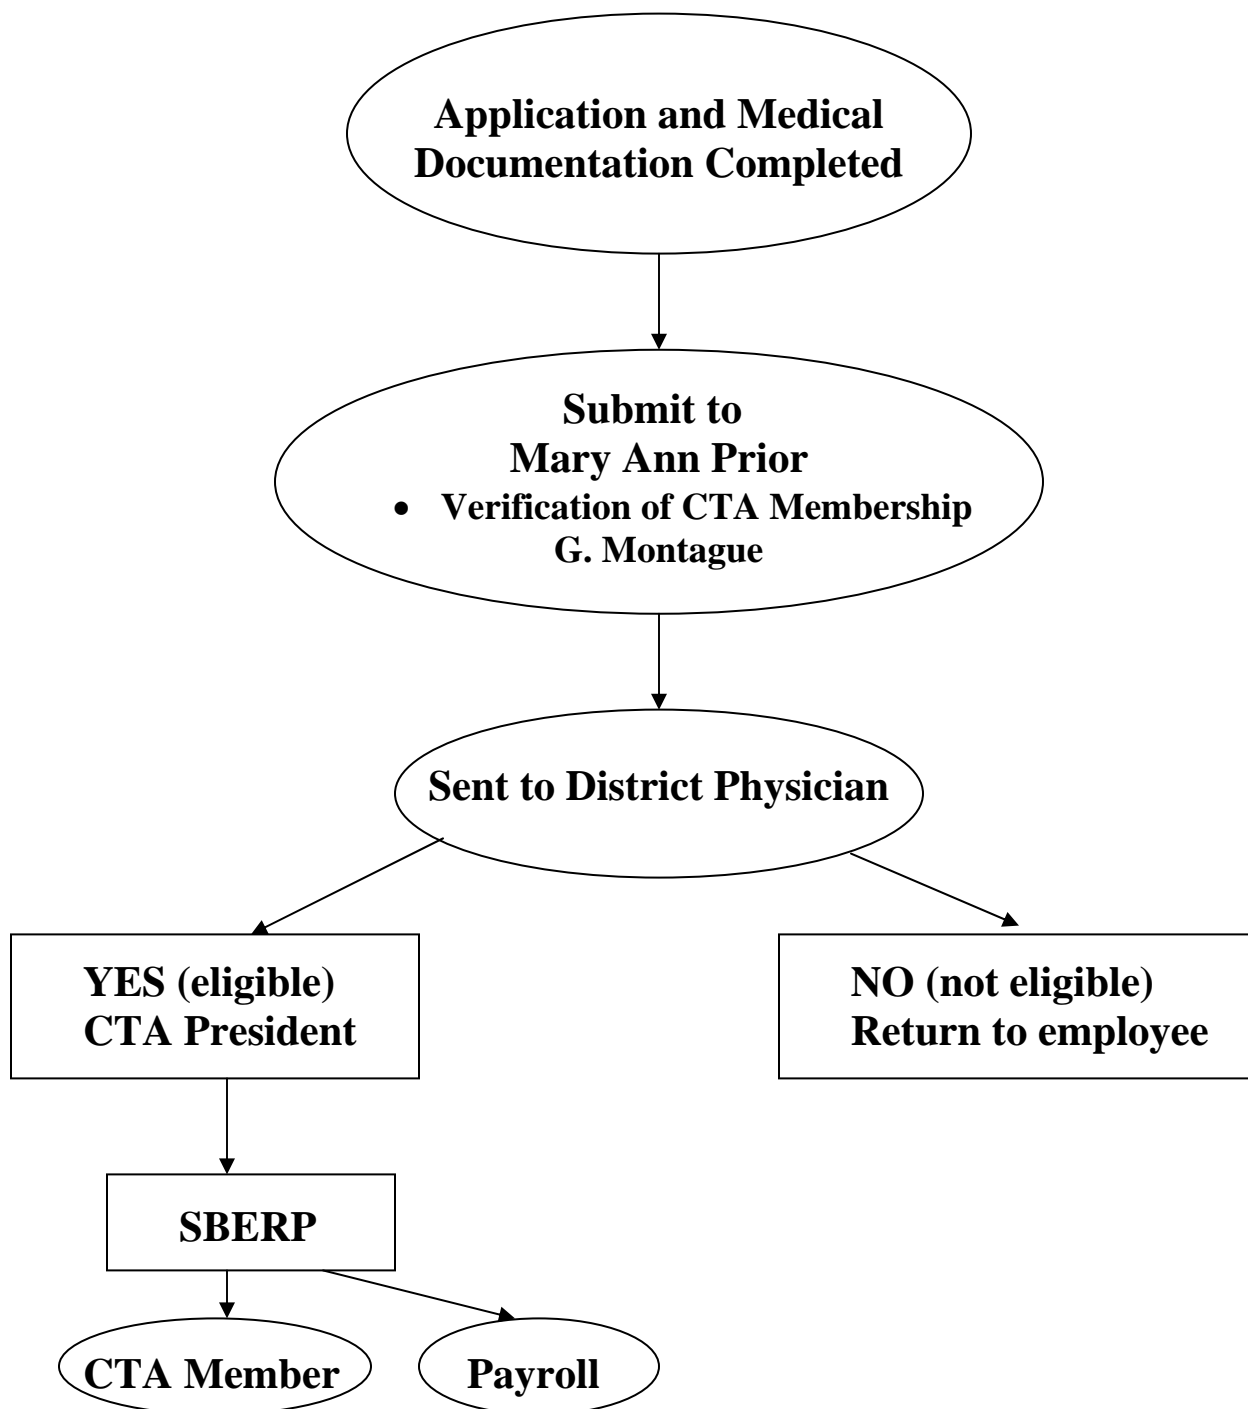 Application and Medical
Documentation Completed
Submit to
Mary Ann Prior
• Verification of CTA Membership
G. Montague
Sent to District Physician
YES (eligible)
CTA President
NO (not eligible)
Return to employee
SBERP
CTA Member
Payroll